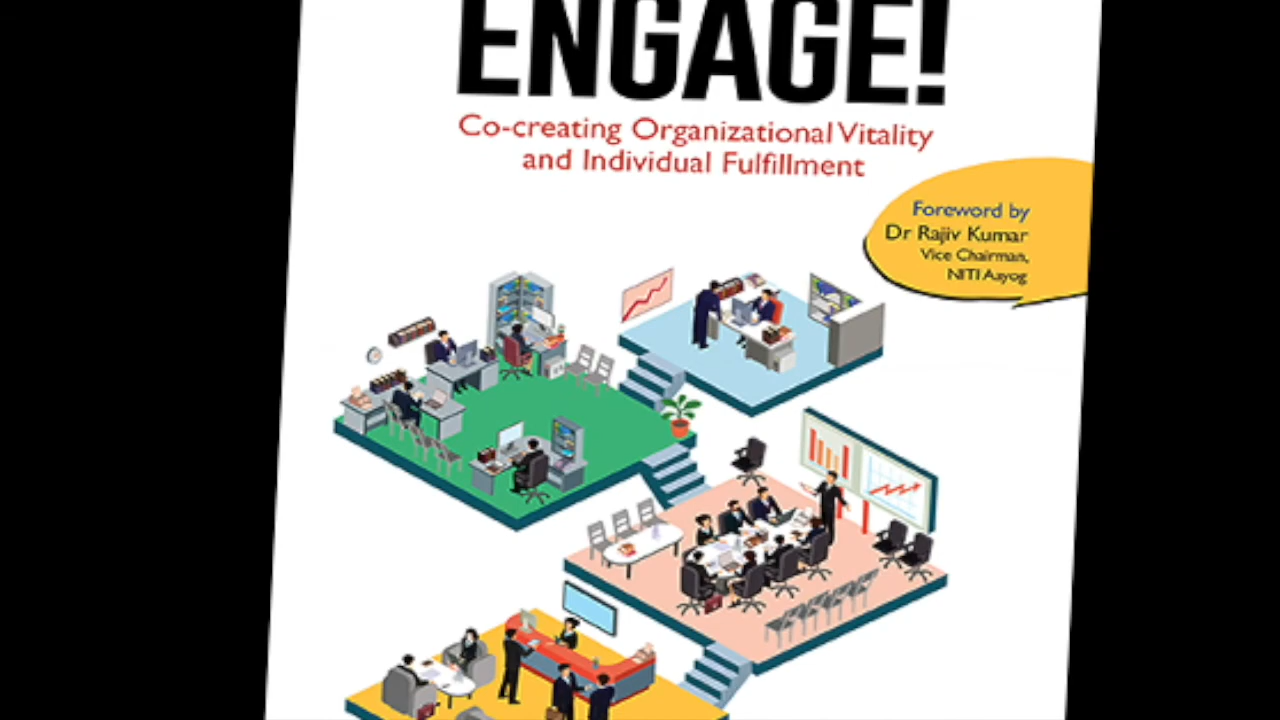 ENGAGE!
Co-creating Organizational Vitality
and Individual Fulfillment
Foreword by
Dr Rajiv Kumar
Vice Chairman,
NITI Aayog